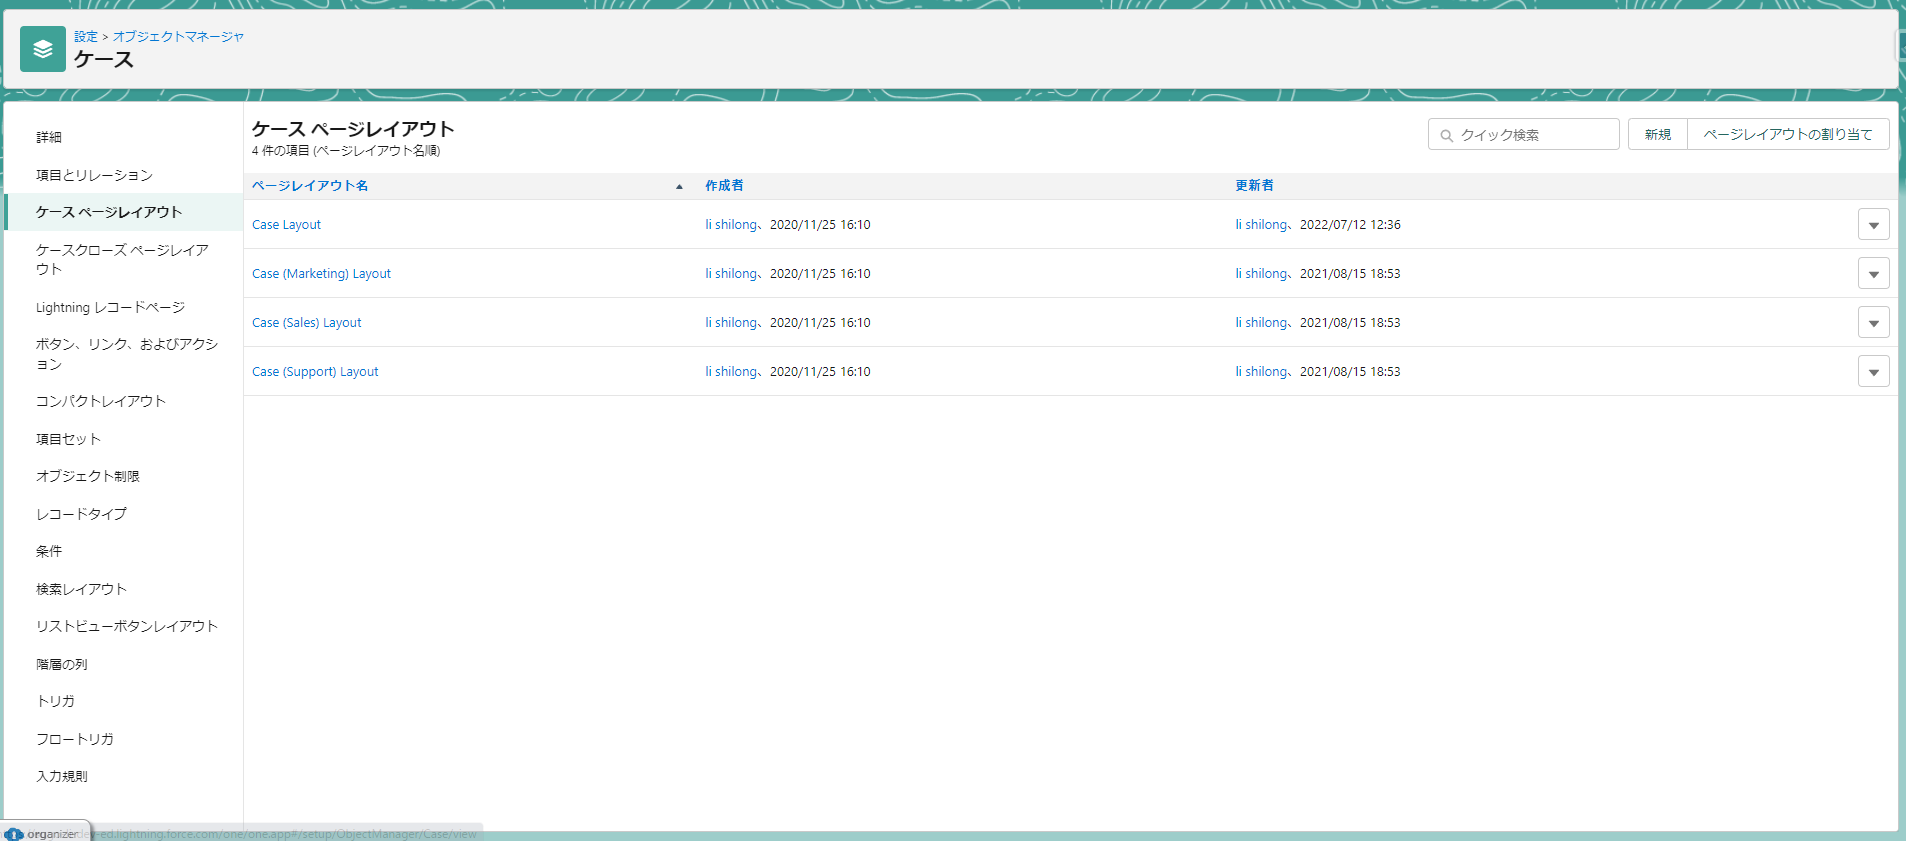 設定 > オブジェクトマネージャ
ケース
詳細
項目とリレーション
ケース ページレイアウト
ケースクローズ ページレイア
ウト
Lightning レコードページ
ボタン、リンク、およびアクシ
ョン
コンパクトレイアウト
項目セット
オブジェクト制限
レコードタイプ
条件
検索レイアウト
リストビューボタンレイアウト
階層の列
トリガ
フロートリガ
入力規則
ケース ページレイアウト
4 件の項目 (ページレイアウト名順)
クイック検索
新規
ページレイアウトの割り当て
ページレイアウト名 ▲ 作成者 更新者
Case Layout li shilong、2020/11/25 16:10 li shilong、2022/07/12 12:36
Case (Marketing) Layout li shilong、2020/11/25 16:10 li shilong、2021/08/15 18:53
Case (Sales) Layout li shilong、2020/11/25 16:10 li shilong、2021/08/15 18:53
Case (Support) Layout li shilong、2020/11/25 16:10 li shilong、2021/08/15 18:53
organizer
-ed.lightning.force.com/one/one.app#/setup/ObjectManager/Case/view